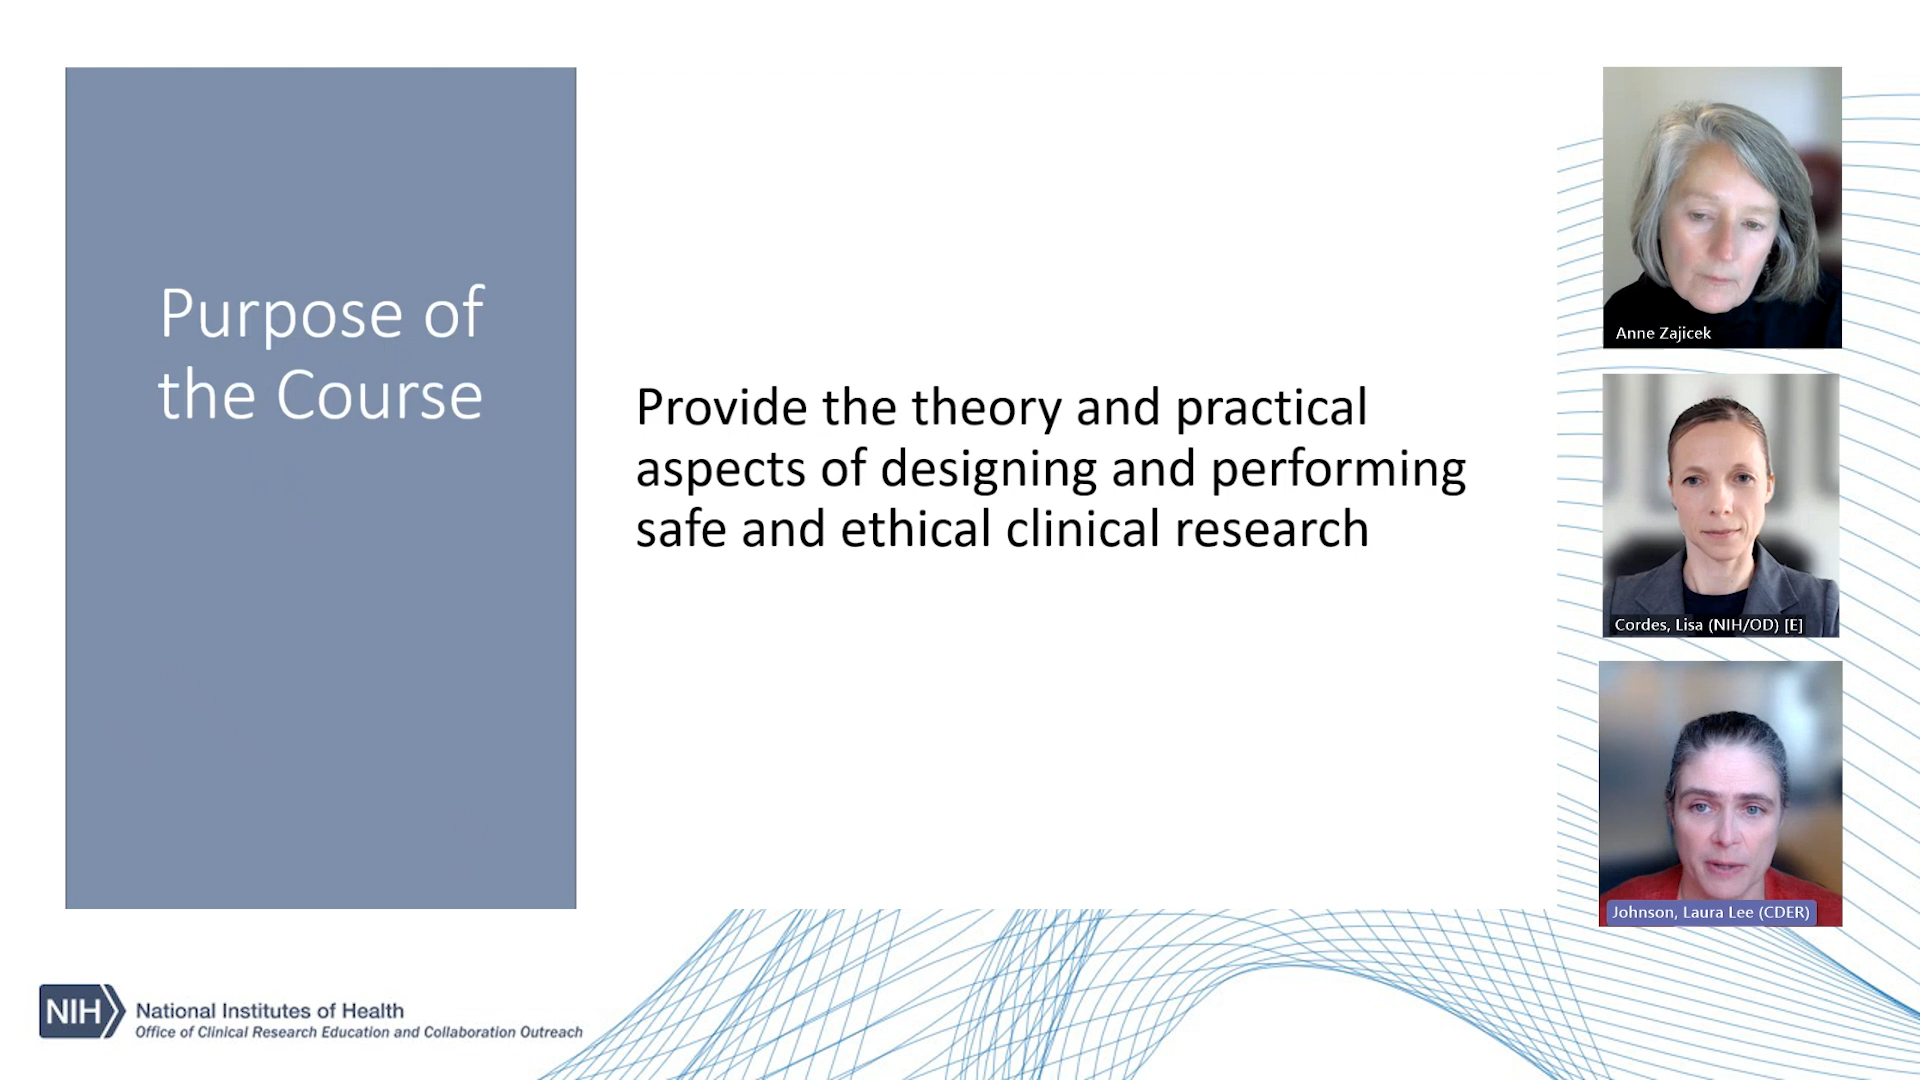 Purpose of
the Course
Provide the theory and practical
aspects of designing and performing
safe and ethical clinical research
Anne Zajicek
Cordes, Lisa (NIH/OD) [E]
Johnson, Laura Lee (CDER)
NIH
National Institutes of Health
Office of Clinical Research Education and Collaboration Outreach